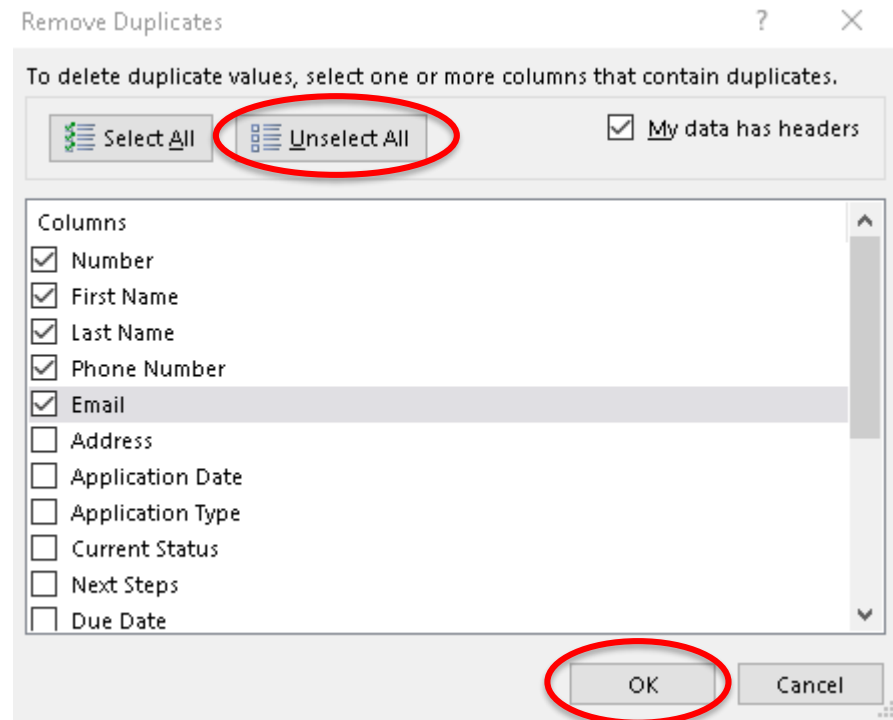 Remove Duplicates ?
To delete duplicate values, select one or more columns that contain duplicates.
Select All Unselect All My data has headers
Columns
Number
First Name
Last Name
Phone Number
Email
Address
Application Date
Application Type
Current Status
Next Steps
Due Date
OK Cancel